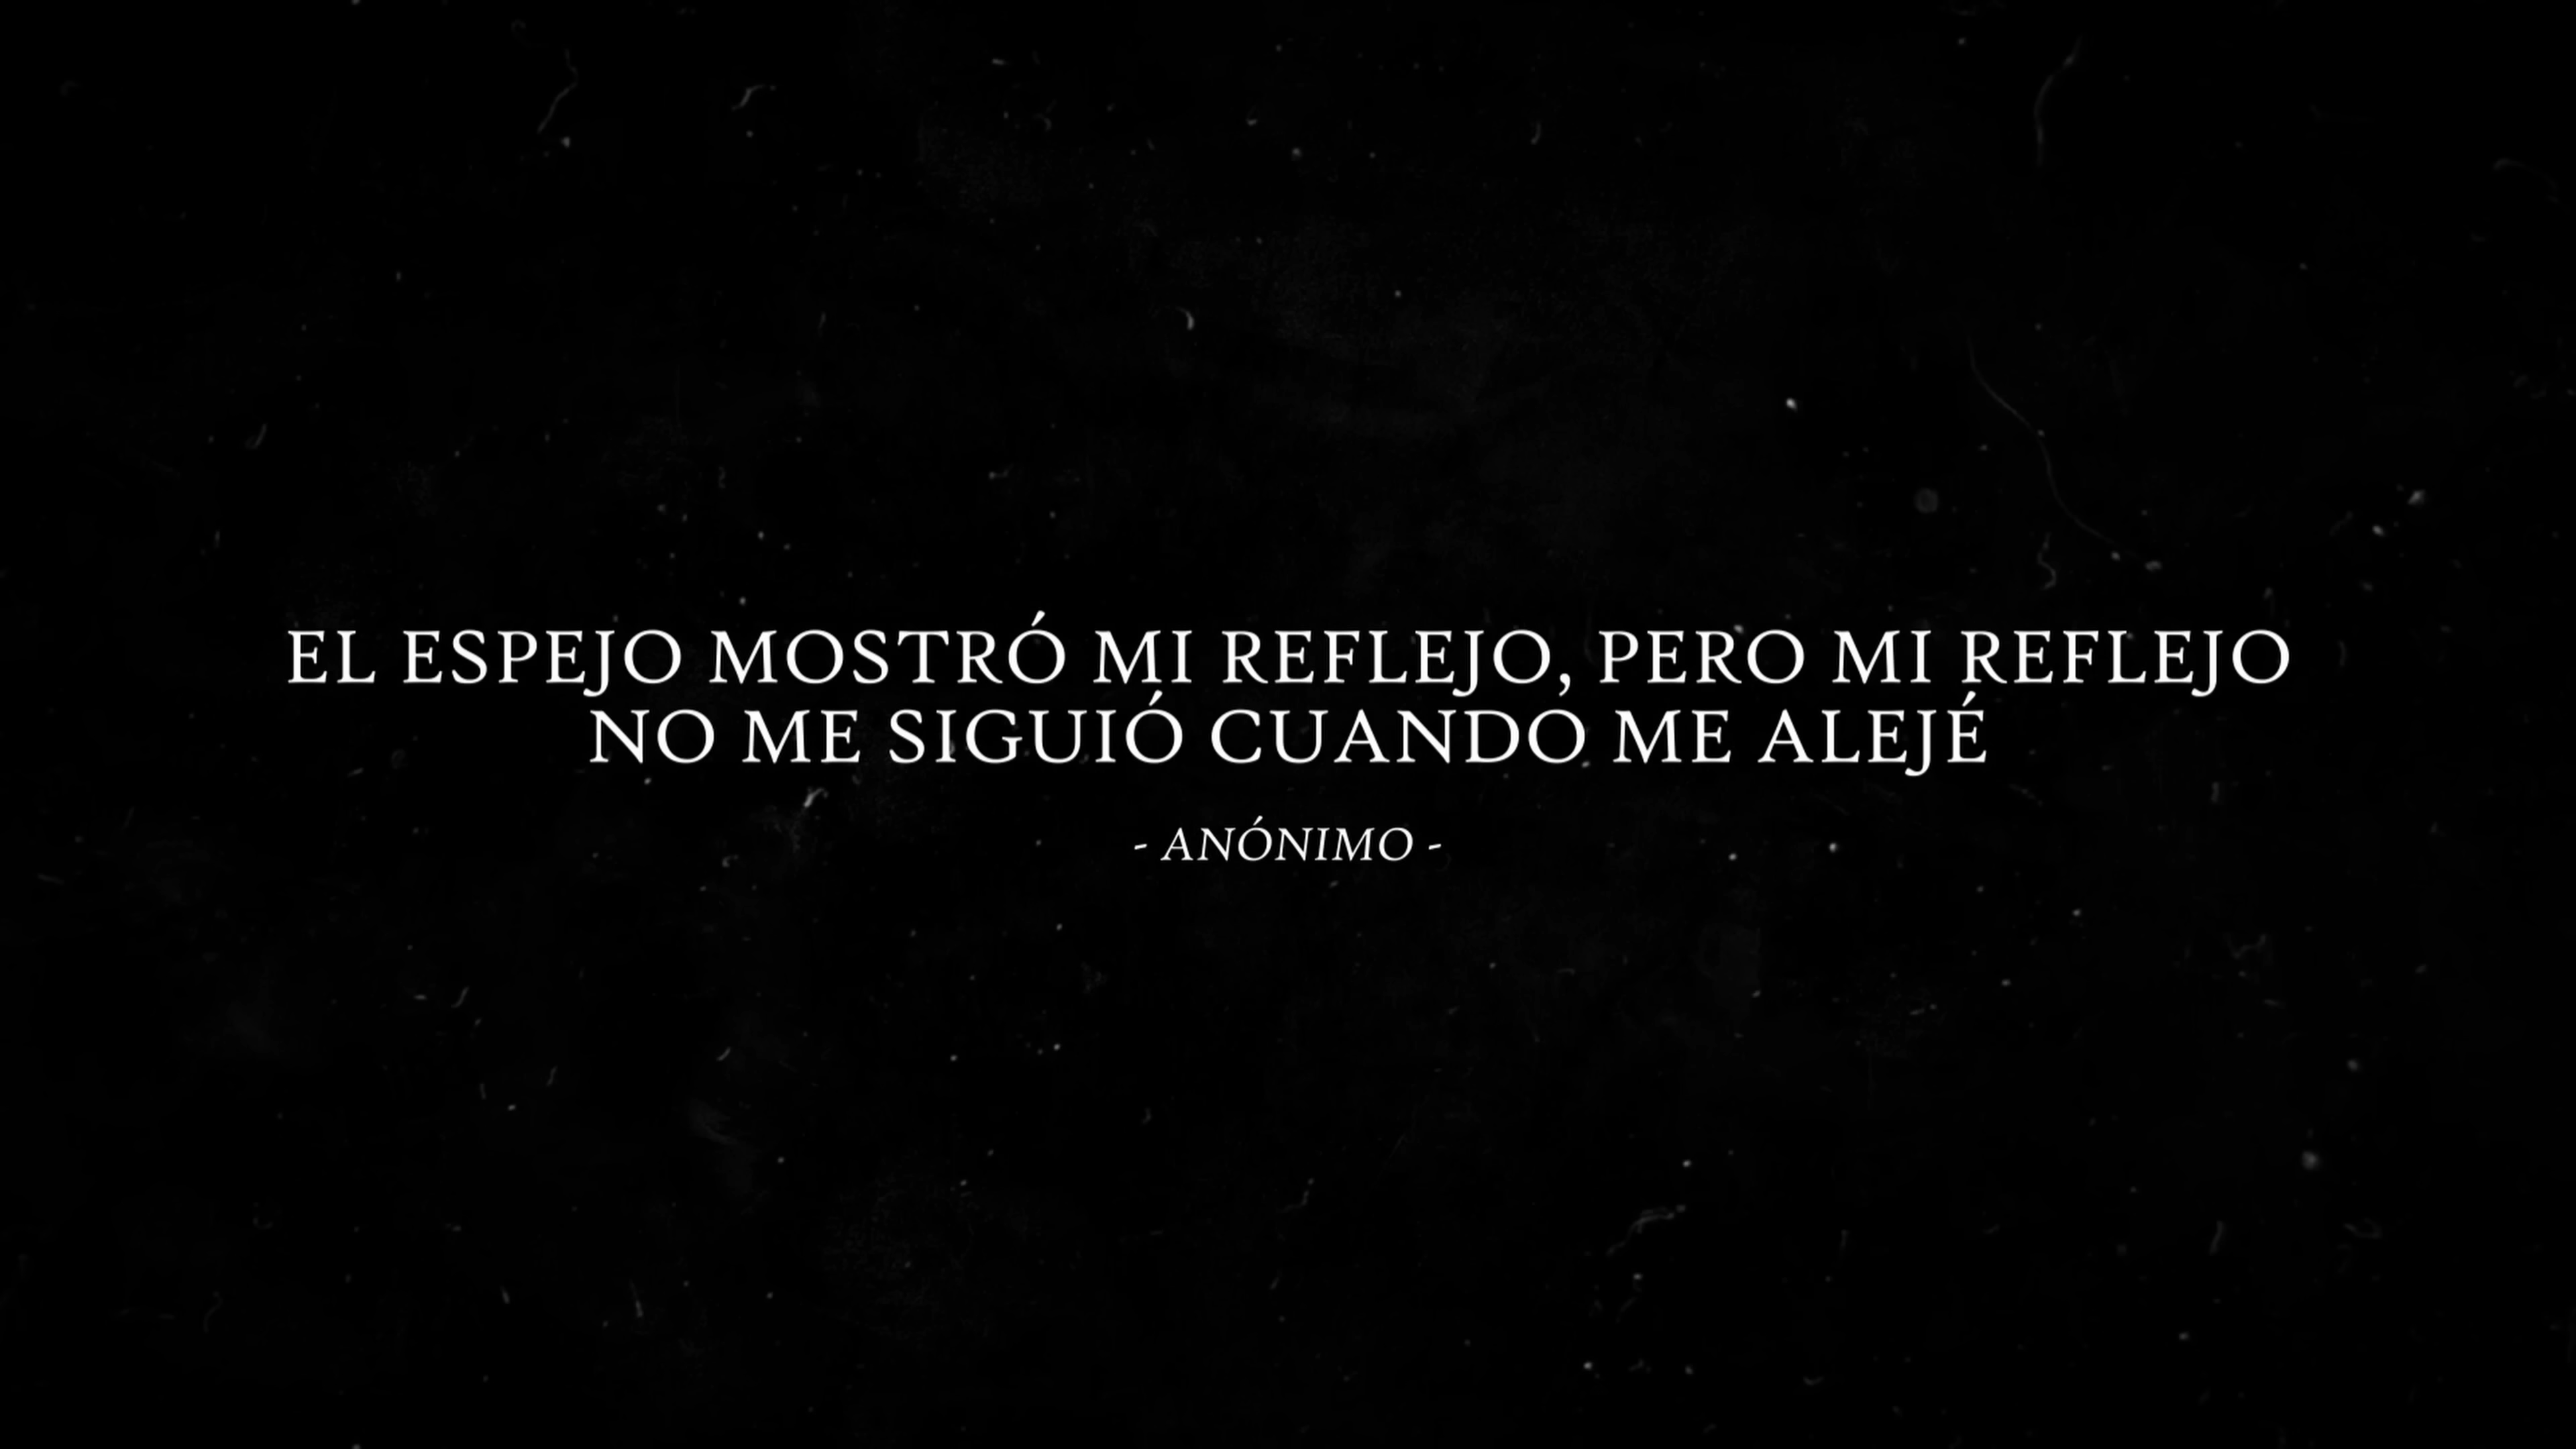 EL ESPEJO MOSTRÓ MI REFLEJO, PERO MI REFLEJO
NO ME SIGUIÓ CUANDO ME ALEJÉ
- ANÓNIMO -